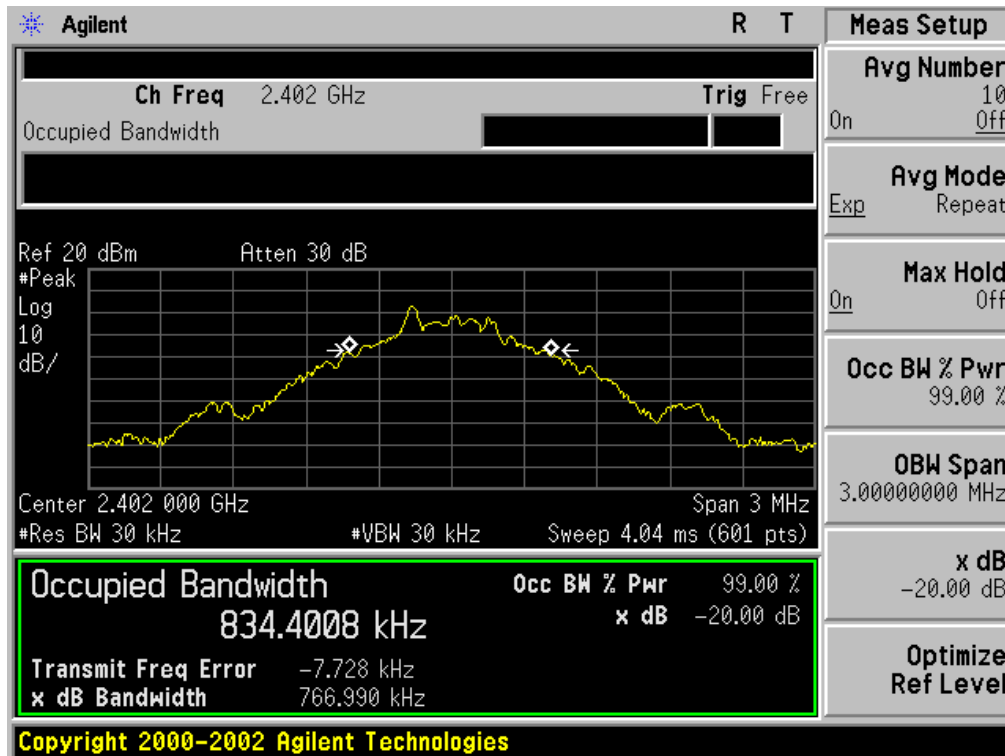 Agilent R T
Ch Freq 2.402 GHz Trig Free
Occupied Bandwidth
Ref 20 dBm Atten 30 dB
#Peak
Log
10
dB/
Center 2.402 000 GHz Span 3 MHz
#Res BW 30 kHz #VBW 30 kHz Sweep 4.04 ms (601 pts)
Occupied Bandwidth Occ BW % Pwr 99.00 %
834.4008 kHz x dB -20.00 dB
Transmit Freq Error -7.728 kHz
x dB Bandwidth 766.990 kHz
Copyright 2000-2002 Agilent Technologies
Meas Setup
Avg Number
10
On Off
Avg Mode
Exp Repeat
Max Hold
On Off
Occ BW % Pwr
99.00 %
OBW Span
3.00000000 MHz
x dB
-20.00 dB
Optimize
Ref Level